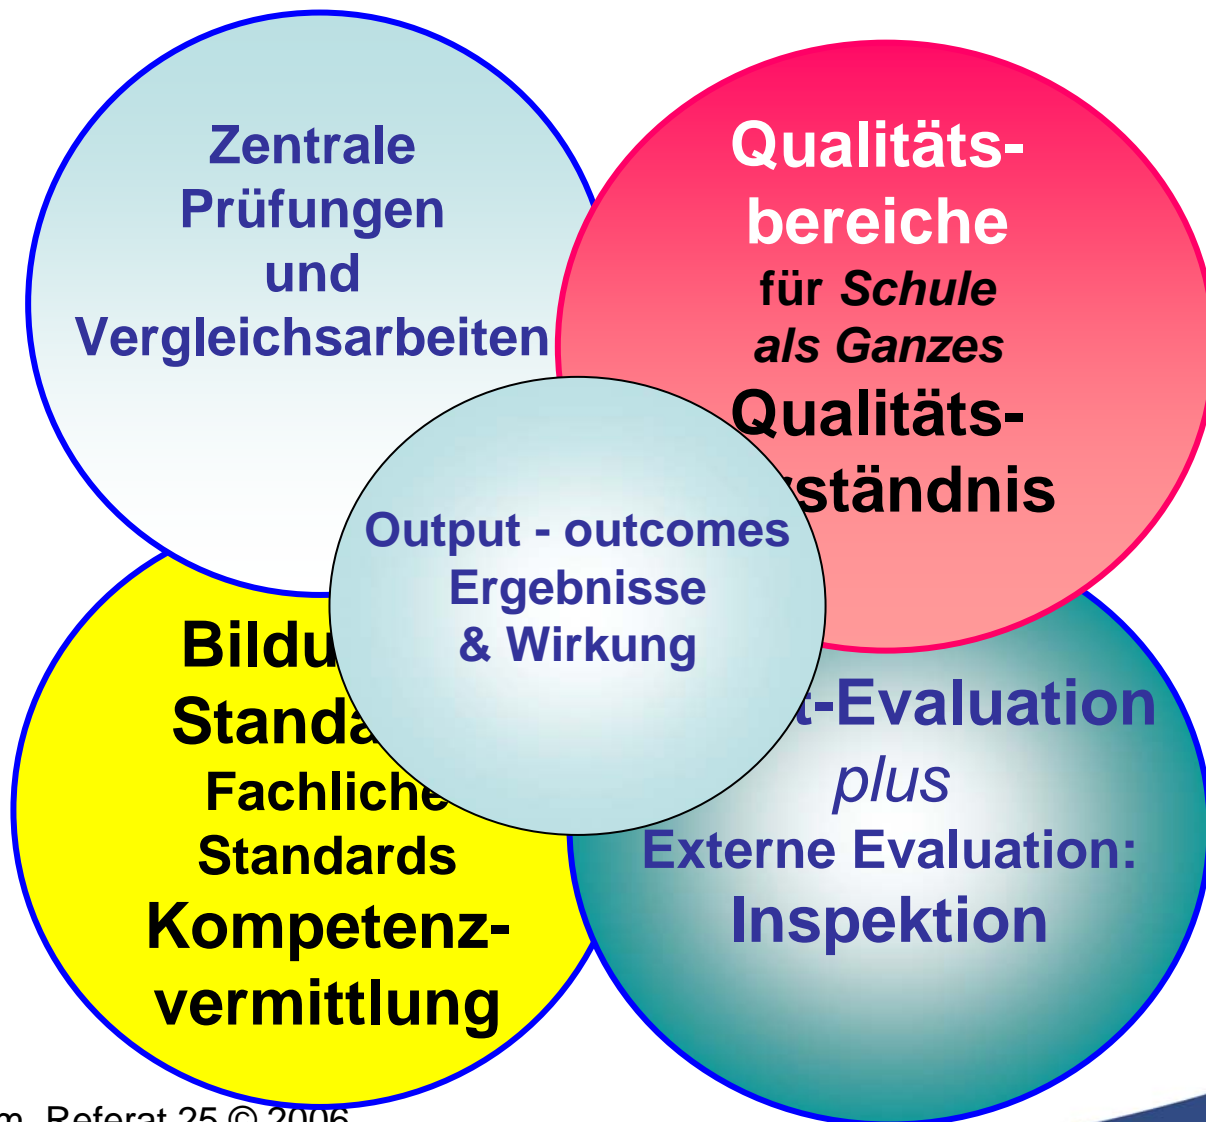 Zentrale
Prüfungen
und
Vergleichsarbeiten
Qualitäts-
bereiche
für Schule
als Ganzes
Qualitäts-
rständnis
Output - outcomes
Ergebnisse
& Wirkung
Bildu
Standa
Fachliche
Standards
Kompetenz-
vermittlung
t-Evaluation
plus
Externe Evaluation:
Inspektion
m, Referat 25 © 2006